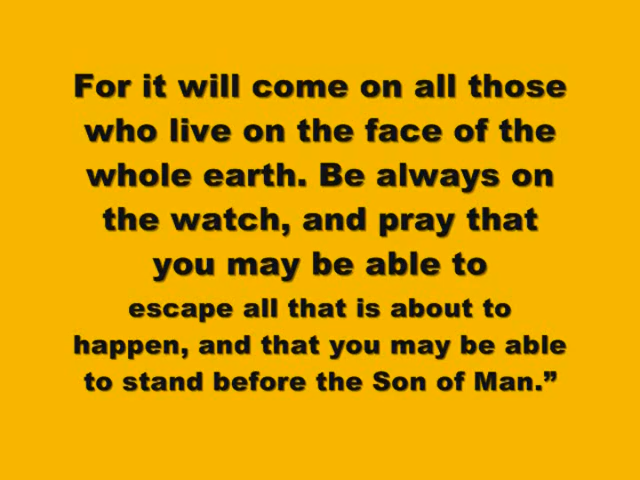 For it will come on all those
who live on the face of the
whole earth. Be always on
the watch, and pray that
you may be able to
escape all that is about to
happen, and that you may be able
to stand before the Son of Man.”